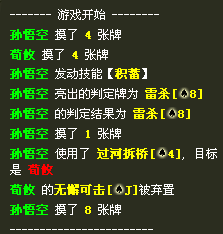 ------- 游戏开始 --------
孙悟空 摸了 4 张牌
荀攸 摸了 4 张牌
孙悟空 发动技能【积蓄】
孙悟空 亮出的判定牌为 雷杀[♠8]
孙悟空 的判定结果为 雷杀[♠8]
孙悟空 摸了 1 张牌
孙悟空 使用了 过河拆桥[♠4], 目标
是 荀攸
荀攸 的无懈可击[♠J]被弃置
孙悟空 摸了 8 张牌
------------------------